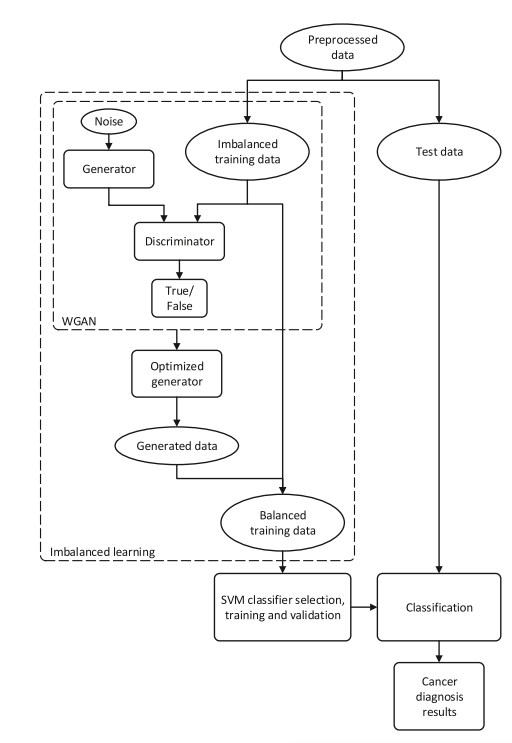 Preprocessed
data
Noise
Imbalanced
training data
Test data
Generator
Discriminator
True/
False
WGAN
Optimized
generator
Generated data
Balanced
training data
Imbalanced learning
SVM classifier selection,
training and validation
Classification
Cancer
diagnosis
results